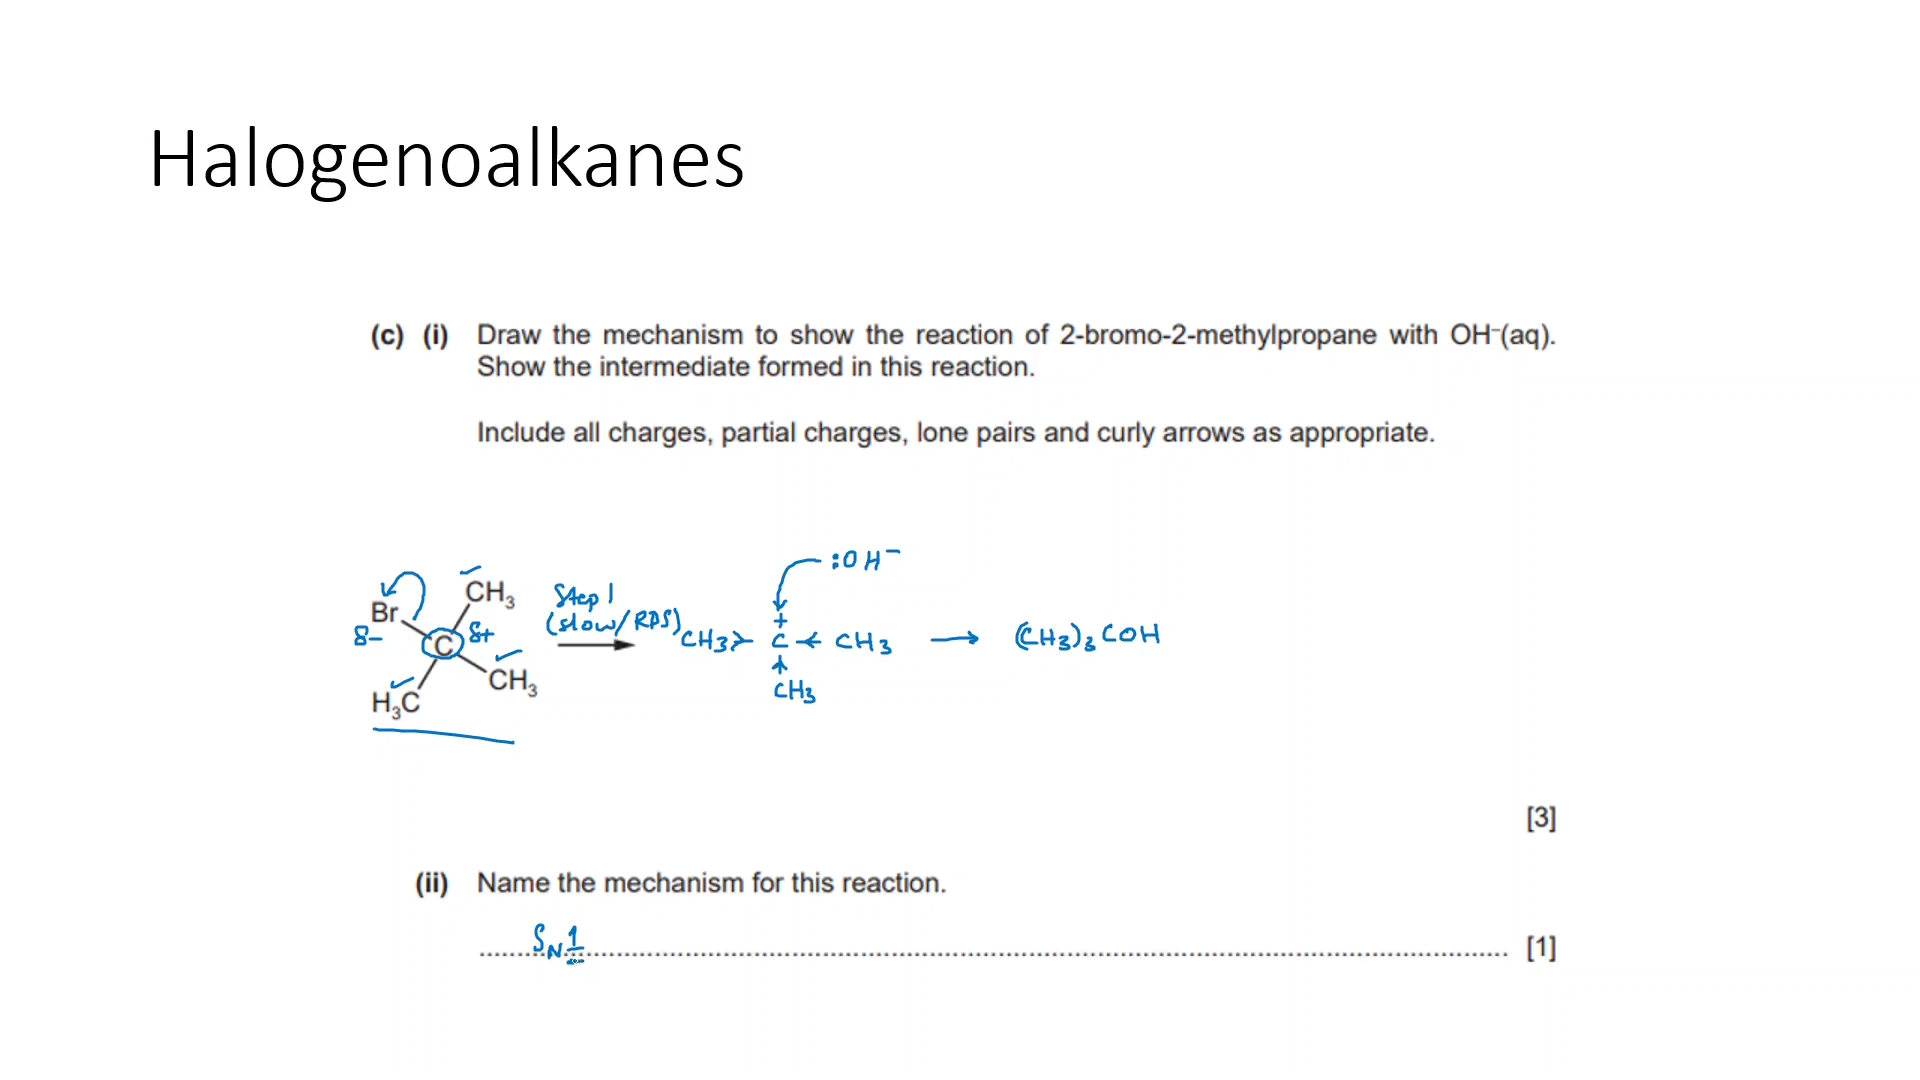 Halogenoalkanes
(c) (i) Draw the mechanism to show the reaction of 2-bromo-2-methylpropane with OH⁻(aq).
Show the intermediate formed in this reaction.
Include all charges, partial charges, lone pairs and curly arrows as appropriate.
:OH⁻
CH₃ Step 1
Br (slow/RDS) +
δ- C δ+ CH₃ C CH₃ → (CH₃)₃COH
CH₃ CH₃
H₃C
[3]
(ii) Name the mechanism for this reaction.
SN1 [1]